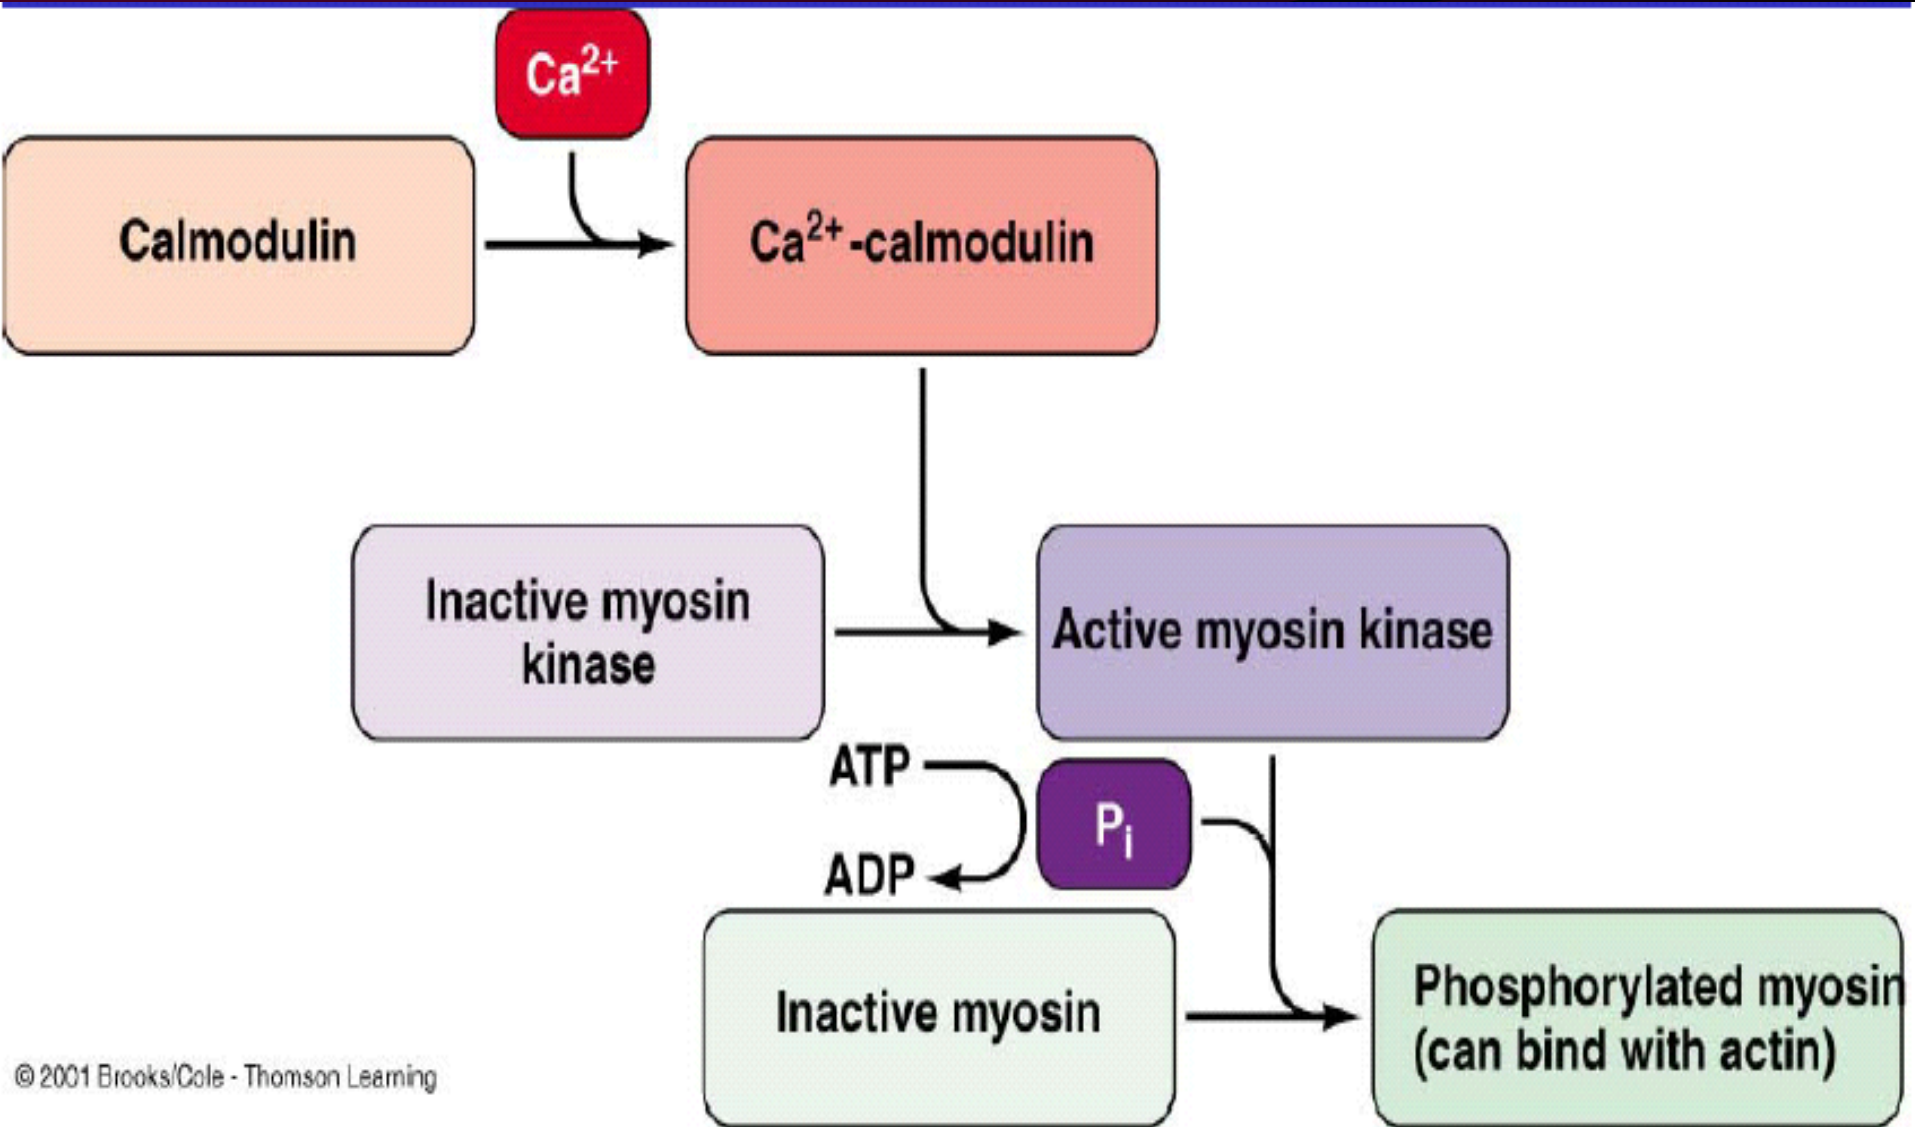 Ca2+
Calmodulin
Ca2+-calmodulin
Inactive myosin
kinase
Active myosin kinase
ATP
Pi
ADP
Inactive myosin
Phosphorylated myosin
(can bind with actin)
© 2001 Brooks/Cole - Thomson Learning